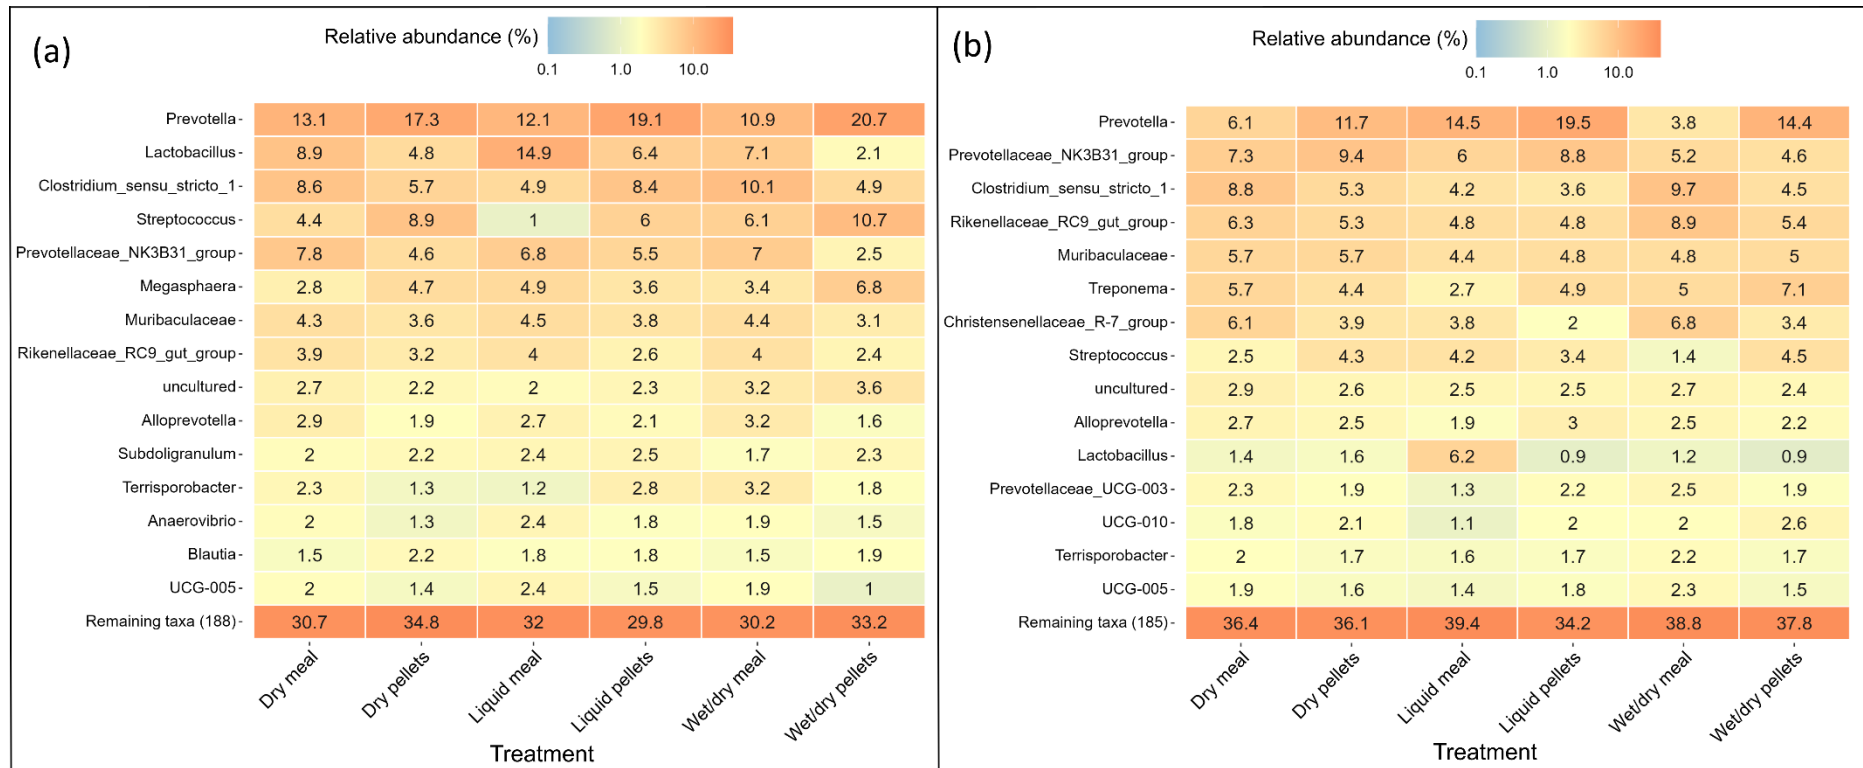 (a)
Relative abundance (%)
0.1 1.0 10.0
Prevotella 13.1 17.3 12.1 19.1 10.9 20.7
Lactobacillus 8.9 4.8 14.9 6.4 7.1 2.1
Clostridium_sensu_stricto_1 8.6 5.7 4.9 8.4 10.1 4.9
Streptococcus 4.4 8.9 1 6 6.1 10.7
Prevotellaceae_NK3B31_group 7.8 4.6 6.8 5.5 7 2.5
Megasphaera 2.8 4.7 4.9 3.6 3.4 6.8
Muribaculaceae 4.3 3.6 4.5 3.8 4.4 3.1
Rikenellaceae_RC9_gut_group 3.9 3.2 4 2.6 4 2.4
uncultured 2.7 2.2 2 2.3 3.2 3.6
Alloprevotella 2.9 1.9 2.7 2.1 3.2 1.6
Subdoligranulum 2 2.2 2.4 2.5 1.7 2.3
Terrisporobacter 2.3 1.3 1.2 2.8 3.2 1.8
Anaerovibrio 2 1.3 2.4 1.8 1.9 1.5
Blautia 1.5 2.2 1.8 1.8 1.5 1.9
UCG-005 2 1.4 2.4 1.5 1.9 1
Remaining taxa (188) 30.7 34.8 32 29.8 30.2 33.2
Dry meal Dry pellets Liquid meal Liquid pellets Wet/dry meal Wet/dry pellets
Treatment
(b)
Relative abundance (%)
0.1 1.0 10.0
Prevotella 6.1 11.7 14.5 19.5 3.8 14.4
Prevotellaceae_NK3B31_group 7.3 9.4 6 8.8 5.2 4.6
Clostridium_sensu_stricto_1 8.8 5.3 4.2 3.6 9.7 4.5
Rikenellaceae_RC9_gut_group 6.3 5.3 4.8 4.8 8.9 5.4
Muribaculaceae 5.7 5.7 4.4 4.8 4.8 5
Treponema 5.7 4.4 2.7 4.9 5 7.1
Christensenellaceae_R-7_group 6.1 3.9 3.8 2 6.8 3.4
Streptococcus 2.5 4.3 4.2 3.4 1.4 4.5
uncultured 2.9 2.6 2.5 2.5 2.7 2.4
Alloprevotella 2.7 2.5 1.9 3 2.5 2.2
Lactobacillus 1.4 1.6 6.2 0.9 1.2 0.9
Prevotellaceae_UCG-003 2.3 1.9 1.3 2.2 2.5 1.9
UCG-010 1.8 2.1 1.1 2 2 2.6
Terrisporobacter 2 1.7 1.6 1.7 2.2 1.7
UCG-005 1.9 1.6 1.4 1.8 2.3 1.5
Remaining taxa (185) 36.4 36.1 39.4 34.2 38.8 37.8
Dry meal Dry pellets Liquid meal Liquid pellets Wet/dry meal Wet/dry pellets
Treatment